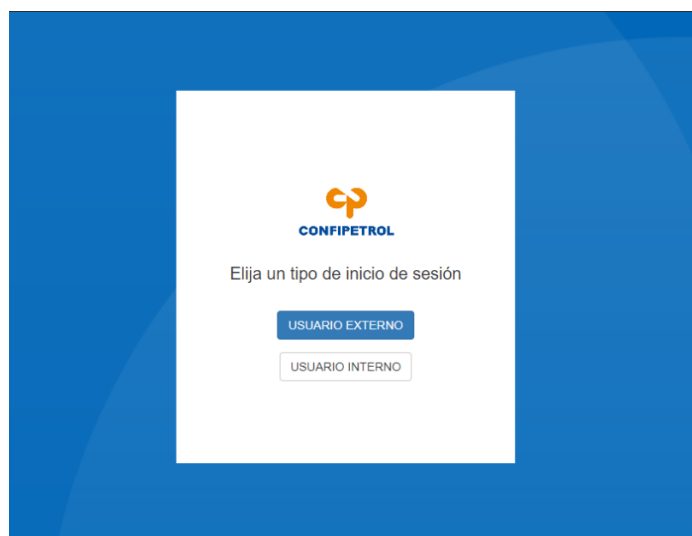 CONFIPETROL
Elija un tipo de inicio de sesión
USUARIO EXTERNO
USUARIO INTERNO